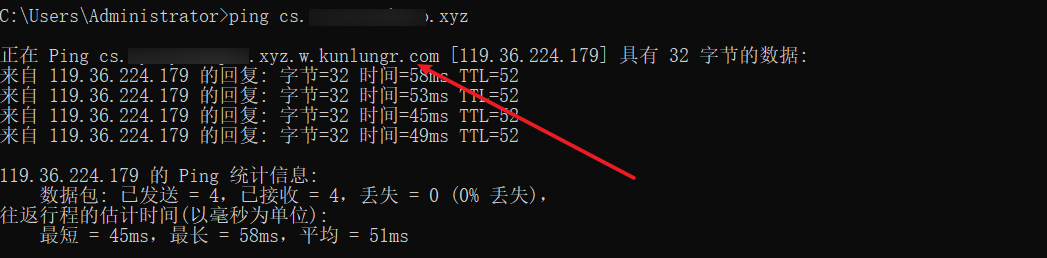 C:\Users\Administrator>ping cs. .xyz
正在 Ping cs. .xyz.w.kunlungr.com [119.36.224.179] 具有 32 字节的数据:
来自 119.36.224.179 的回复: 字节=32 时间=58ms TTL=52
来自 119.36.224.179 的回复: 字节=32 时间=53ms TTL=52
来自 119.36.224.179 的回复: 字节=32 时间=45ms TTL=52
来自 119.36.224.179 的回复: 字节=32 时间=49ms TTL=52
119.36.224.179 的 Ping 统计信息:
数据包: 已发送 = 4，已接收 = 4，丢失 = 0 (0% 丢失)，
往返行程的估计时间(以毫秒为单位):
最短 = 45ms，最长 = 58ms，平均 = 51ms